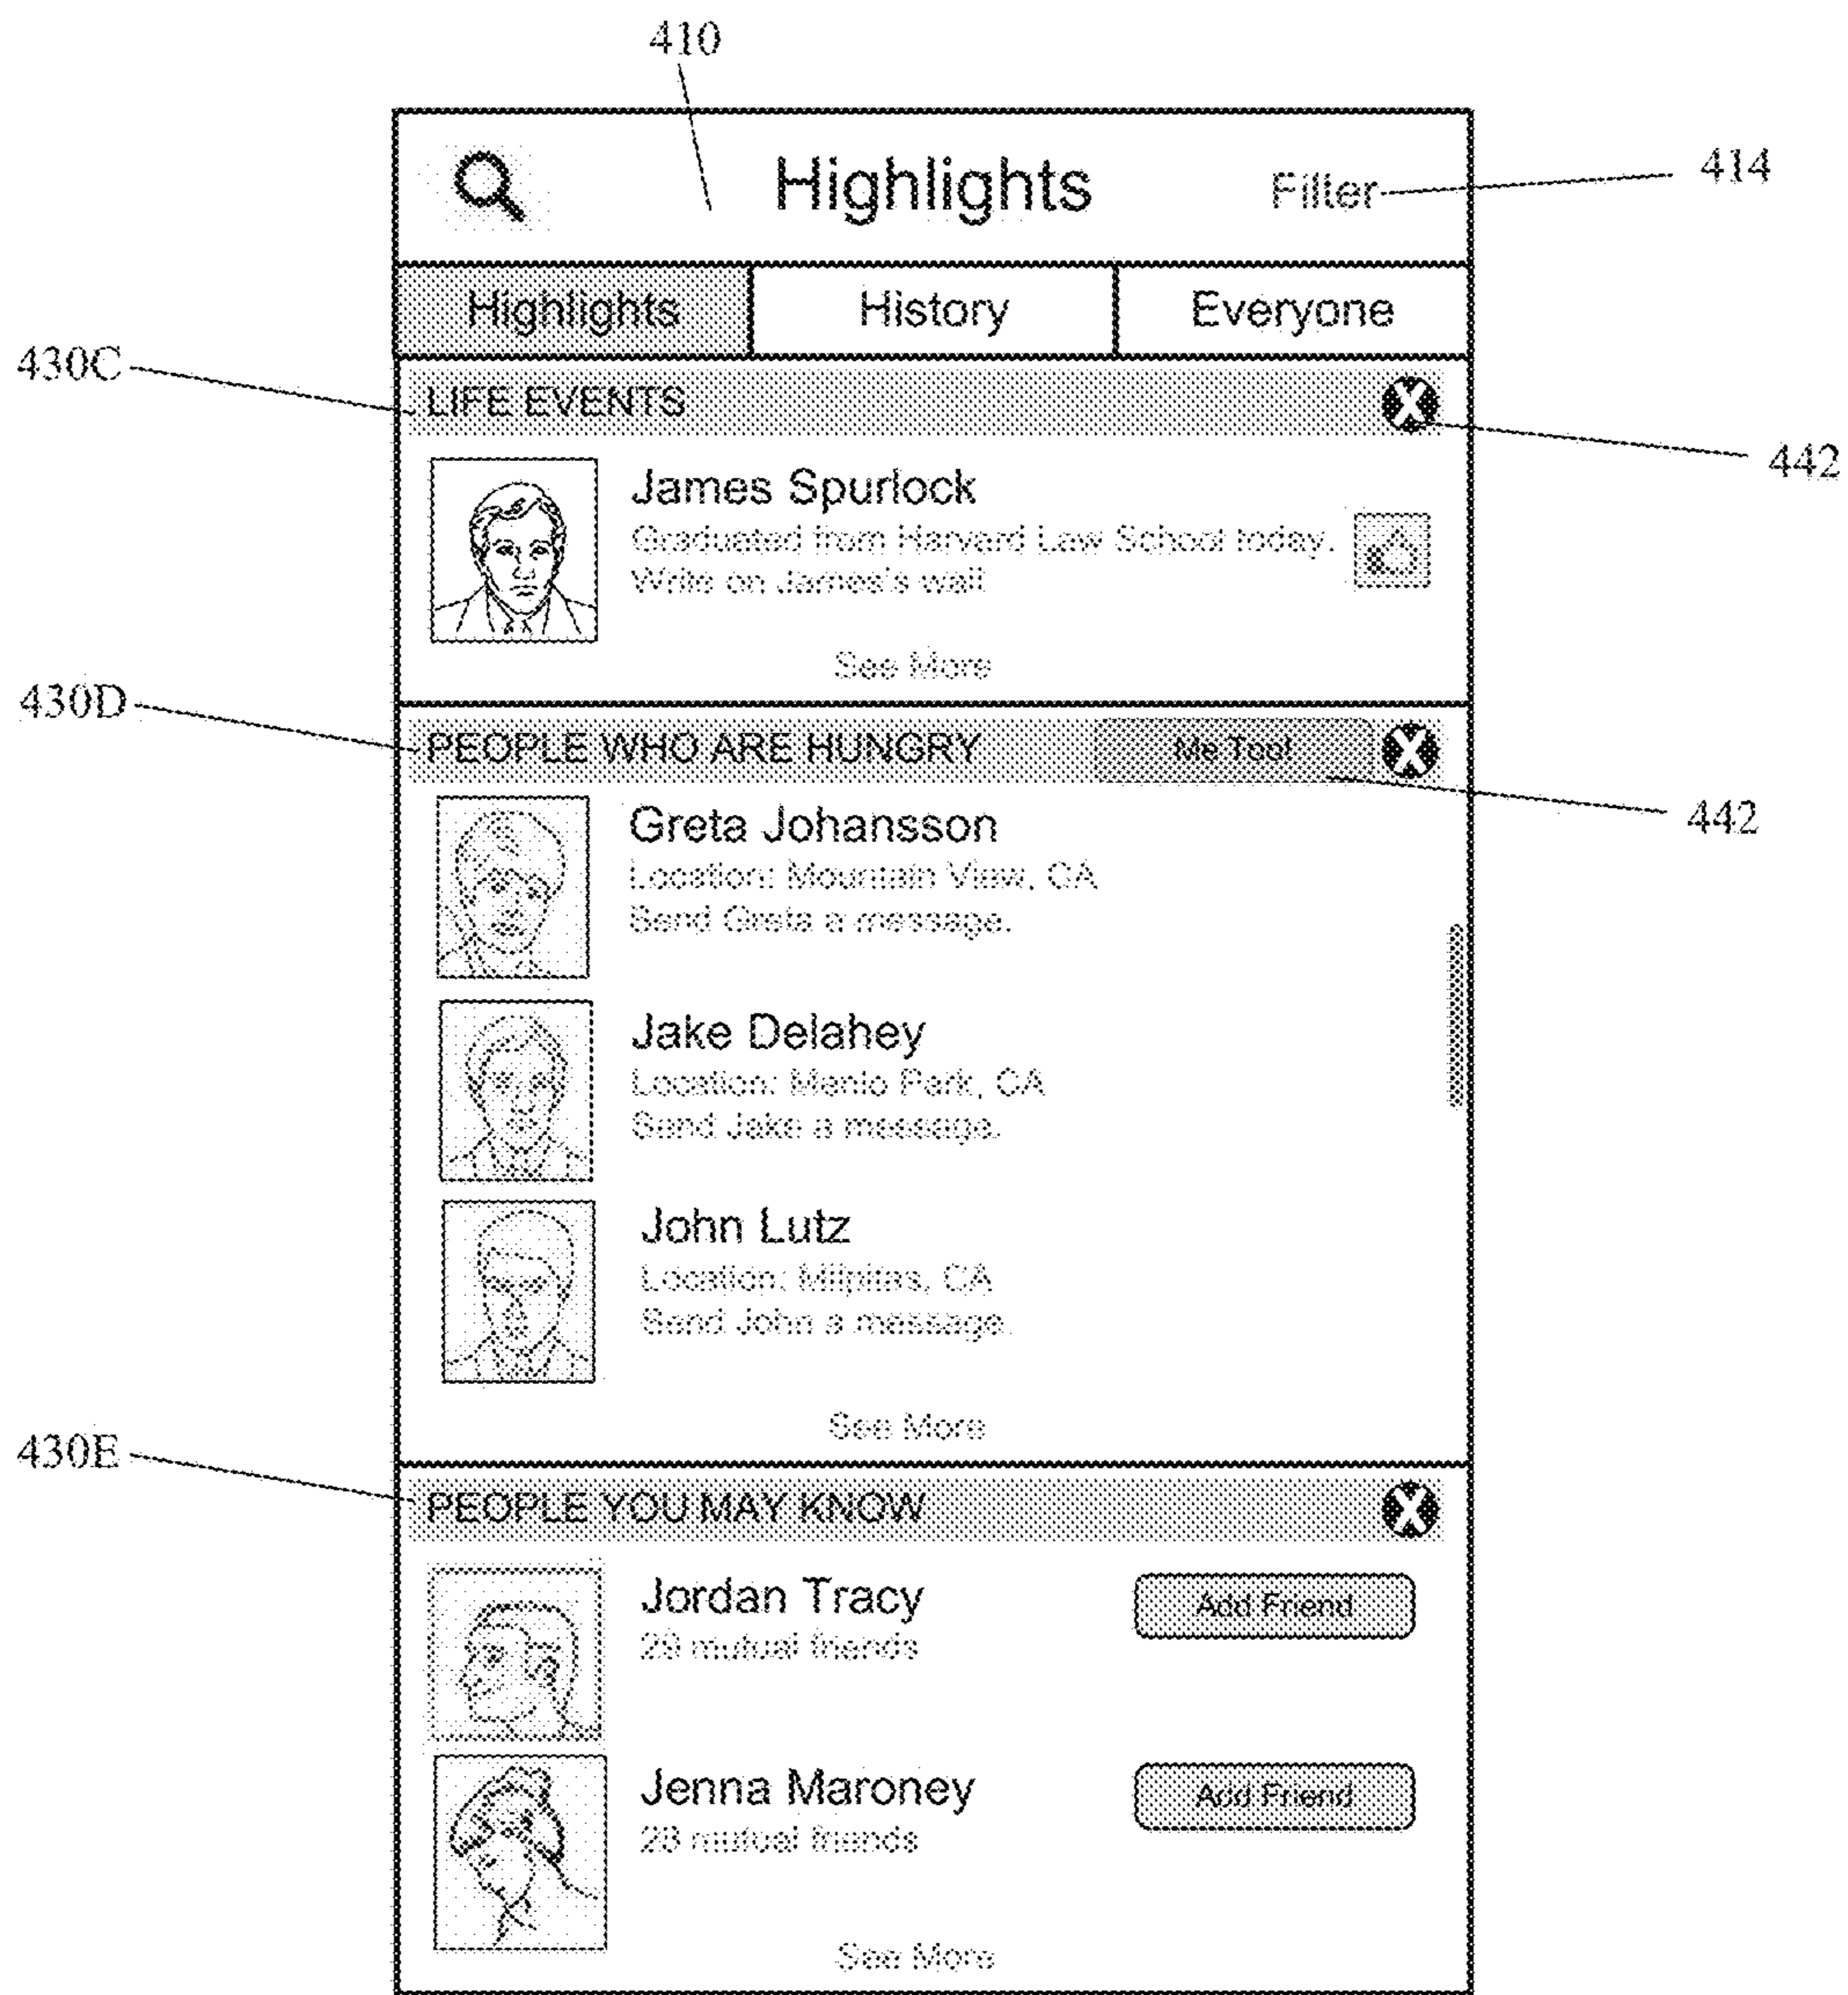 410
Highlights
Filter
414
Highlights
History
Everyone
430C
LIFE EVENTS
X
442
James Spurlock
Graduated from Harvard Law School today.
Write on James's wall
See More
430D
PEOPLE WHO ARE HUNGRY
Me Too!
X
442
Greta Johansson
Location: Mountain View, CA
Send Greta a message.
Jake Delahey
Location: Menlo Park, CA
Send Jake a message.
John Lutz
Location: Milpitas, CA
Send John a message.
See More
430E
PEOPLE YOU MAY KNOW
X
Jordan Tracy
29 mutual friends
Add Friend
Jenna Maroney
28 mutual friends
Add Friend
See More